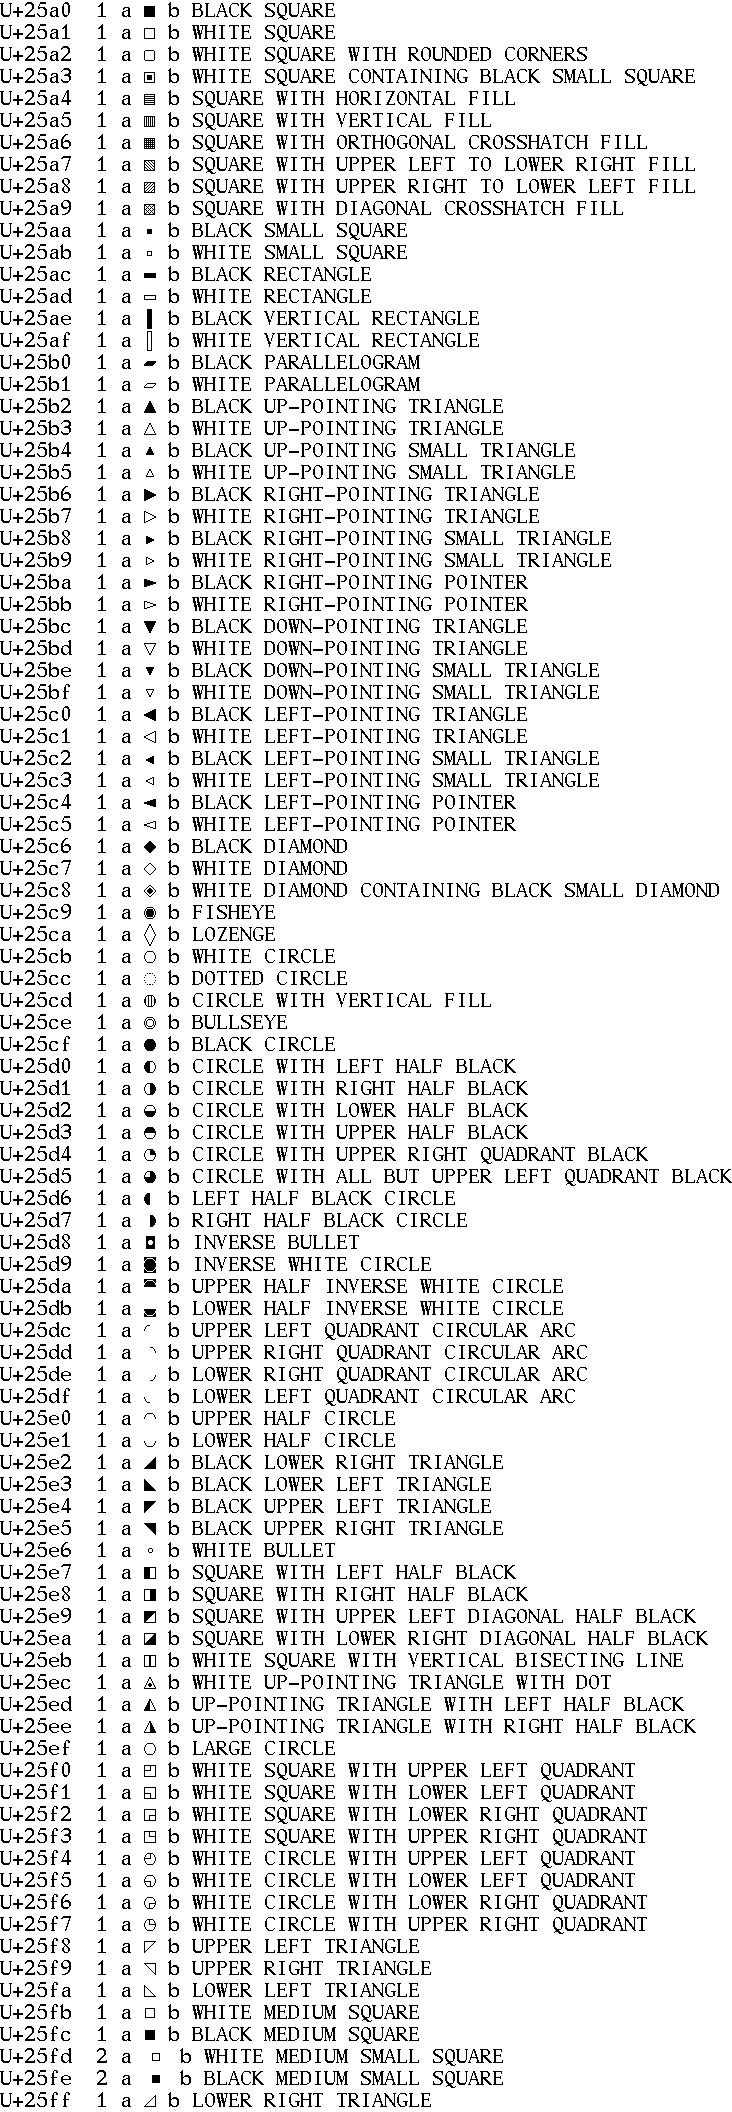 U+25a0  1 a ■ b BLACK SQUARE
U+25a1  1 a □ b WHITE SQUARE
U+25a2  1 a ▢ b WHITE SQUARE WITH ROUNDED CORNERS
U+25a3  1 a ▣ b WHITE SQUARE CONTAINING BLACK SMALL SQUARE
U+25a4  1 a ▤ b SQUARE WITH HORIZONTAL FILL
U+25a5  1 a ▥ b SQUARE WITH VERTICAL FILL
U+25a6  1 a ▦ b SQUARE WITH ORTHOGONAL CROSSHATCH FILL
U+25a7  1 a ▧ b SQUARE WITH UPPER LEFT TO LOWER RIGHT FILL
U+25a8  1 a ▨ b SQUARE WITH UPPER RIGHT TO LOWER LEFT FILL
U+25a9  1 a ▩ b SQUARE WITH DIAGONAL CROSSHATCH FILL
U+25aa  1 a ▪ b BLACK SMALL SQUARE
U+25ab  1 a ▫ b WHITE SMALL SQUARE
U+25ac  1 a ▬ b BLACK RECTANGLE
U+25ad  1 a ▭ b WHITE RECTANGLE
U+25ae  1 a ▮ b BLACK VERTICAL RECTANGLE
U+25af  1 a ▯ b WHITE VERTICAL RECTANGLE
U+25b0  1 a ▰ b BLACK PARALLELOGRAM
U+25b1  1 a ▱ b WHITE PARALLELOGRAM
U+25b2  1 a ▲ b BLACK UP-POINTING TRIANGLE
U+25b3  1 a △ b WHITE UP-POINTING TRIANGLE
U+25b4  1 a ▴ b BLACK UP-POINTING SMALL TRIANGLE
U+25b5  1 a ▵ b WHITE UP-POINTING SMALL TRIANGLE
U+25b6  1 a ▶ b BLACK RIGHT-POINTING TRIANGLE
U+25b7  1 a ▷ b WHITE RIGHT-POINTING TRIANGLE
U+25b8  1 a ▸ b BLACK RIGHT-POINTING SMALL TRIANGLE
U+25b9  1 a ▹ b WHITE RIGHT-POINTING SMALL TRIANGLE
U+25ba  1 a ► b BLACK RIGHT-POINTING POINTER
U+25bb  1 a ▻ b WHITE RIGHT-POINTING POINTER
U+25bc  1 a ▼ b BLACK DOWN-POINTING TRIANGLE
U+25bd  1 a ▽ b WHITE DOWN-POINTING TRIANGLE
U+25be  1 a ▾ b BLACK DOWN-POINTING SMALL TRIANGLE
U+25bf  1 a ▿ b WHITE DOWN-POINTING SMALL TRIANGLE
U+25c0  1 a ◀ b BLACK LEFT-POINTING TRIANGLE
U+25c1  1 a ◁ b WHITE LEFT-POINTING TRIANGLE
U+25c2  1 a ◂ b BLACK LEFT-POINTING SMALL TRIANGLE
U+25c3  1 a ◃ b WHITE LEFT-POINTING SMALL TRIANGLE
U+25c4  1 a ◄ b BLACK LEFT-POINTING POINTER
U+25c5  1 a ◅ b WHITE LEFT-POINTING POINTER
U+25c6  1 a ◆ b BLACK DIAMOND
U+25c7  1 a ◇ b WHITE DIAMOND
U+25c8  1 a ◈ b WHITE DIAMOND CONTAINING BLACK SMALL DIAMOND
U+25c9  1 a ◉ b FISHEYE
U+25ca  1 a ◊ b LOZENGE
U+25cb  1 a ○ b WHITE CIRCLE
U+25cc  1 a ◌ b DOTTED CIRCLE
U+25cd  1 a ◍ b CIRCLE WITH VERTICAL FILL
U+25ce  1 a ◎ b BULLSEYE
U+25cf  1 a ● b BLACK CIRCLE
U+25d0  1 a ◐ b CIRCLE WITH LEFT HALF BLACK
U+25d1  1 a ◑ b CIRCLE WITH RIGHT HALF BLACK
U+25d2  1 a ◒ b CIRCLE WITH LOWER HALF BLACK
U+25d3  1 a ◓ b CIRCLE WITH UPPER HALF BLACK
U+25d4  1 a ◔ b CIRCLE WITH UPPER RIGHT QUADRANT BLACK
U+25d5  1 a ◕ b CIRCLE WITH ALL BUT UPPER LEFT QUADRANT BLACK
U+25d6  1 a ◖ b LEFT HALF BLACK CIRCLE
U+25d7  1 a ◗ b RIGHT HALF BLACK CIRCLE
U+25d8  1 a ◘ b INVERSE BULLET
U+25d9  1 a ◙ b INVERSE WHITE CIRCLE
U+25da  1 a ◚ b UPPER HALF INVERSE WHITE CIRCLE
U+25db  1 a ◛ b LOWER HALF INVERSE WHITE CIRCLE
U+25dc  1 a ◜ b UPPER LEFT QUADRANT CIRCULAR ARC
U+25dd  1 a ◝ b UPPER RIGHT QUADRANT CIRCULAR ARC
U+25de  1 a ◞ b LOWER RIGHT QUADRANT CIRCULAR ARC
U+25df  1 a ◟ b LOWER LEFT QUADRANT CIRCULAR ARC
U+25e0  1 a ◠ b UPPER HALF CIRCLE
U+25e1  1 a ◡ b LOWER HALF CIRCLE
U+25e2  1 a ◢ b BLACK LOWER RIGHT TRIANGLE
U+25e3  1 a ◣ b BLACK LOWER LEFT TRIANGLE
U+25e4  1 a ◤ b BLACK UPPER LEFT TRIANGLE
U+25e5  1 a ◥ b BLACK UPPER RIGHT TRIANGLE
U+25e6  1 a ◦ b WHITE BULLET
U+25e7  1 a ◧ b SQUARE WITH LEFT HALF BLACK
U+25e8  1 a ◨ b SQUARE WITH RIGHT HALF BLACK
U+25e9  1 a ◩ b SQUARE WITH UPPER LEFT DIAGONAL HALF BLACK
U+25ea  1 a ◪ b SQUARE WITH LOWER RIGHT DIAGONAL HALF BLACK
U+25eb  1 a ◫ b WHITE SQUARE WITH VERTICAL BISECTING LINE
U+25ec  1 a ◬ b WHITE UP-POINTING TRIANGLE WITH DOT
U+25ed  1 a ◭ b UP-POINTING TRIANGLE WITH LEFT HALF BLACK
U+25ee  1 a ◮ b UP-POINTING TRIANGLE WITH RIGHT HALF BLACK
U+25ef  1 a ◯ b LARGE CIRCLE
U+25f0  1 a ◰ b WHITE SQUARE WITH UPPER LEFT QUADRANT
U+25f1  1 a ◱ b WHITE SQUARE WITH LOWER LEFT QUADRANT
U+25f2  1 a ◲ b WHITE SQUARE WITH LOWER RIGHT QUADRANT
U+25f3  1 a ◳ b WHITE SQUARE WITH UPPER RIGHT QUADRANT
U+25f4  1 a ◴ b WHITE CIRCLE WITH UPPER LEFT QUADRANT
U+25f5  1 a ◵ b WHITE CIRCLE WITH LOWER LEFT QUADRANT
U+25f6  1 a ◶ b WHITE CIRCLE WITH LOWER RIGHT QUADRANT
U+25f7  1 a ◷ b WHITE CIRCLE WITH UPPER RIGHT QUADRANT
U+25f8  1 a ◸ b UPPER LEFT TRIANGLE
U+25f9  1 a ◹ b UPPER RIGHT TRIANGLE
U+25fa  1 a ◺ b LOWER LEFT TRIANGLE
U+25fb  1 a ◻ b WHITE MEDIUM SQUARE
U+25fc  1 a ◼ b BLACK MEDIUM SQUARE
U+25fd  2 a ◽ b WHITE MEDIUM SMALL SQUARE
U+25fe  2 a ◾ b BLACK MEDIUM SMALL SQUARE
U+25ff  1 a ◿ b LOWER RIGHT TRIANGLE